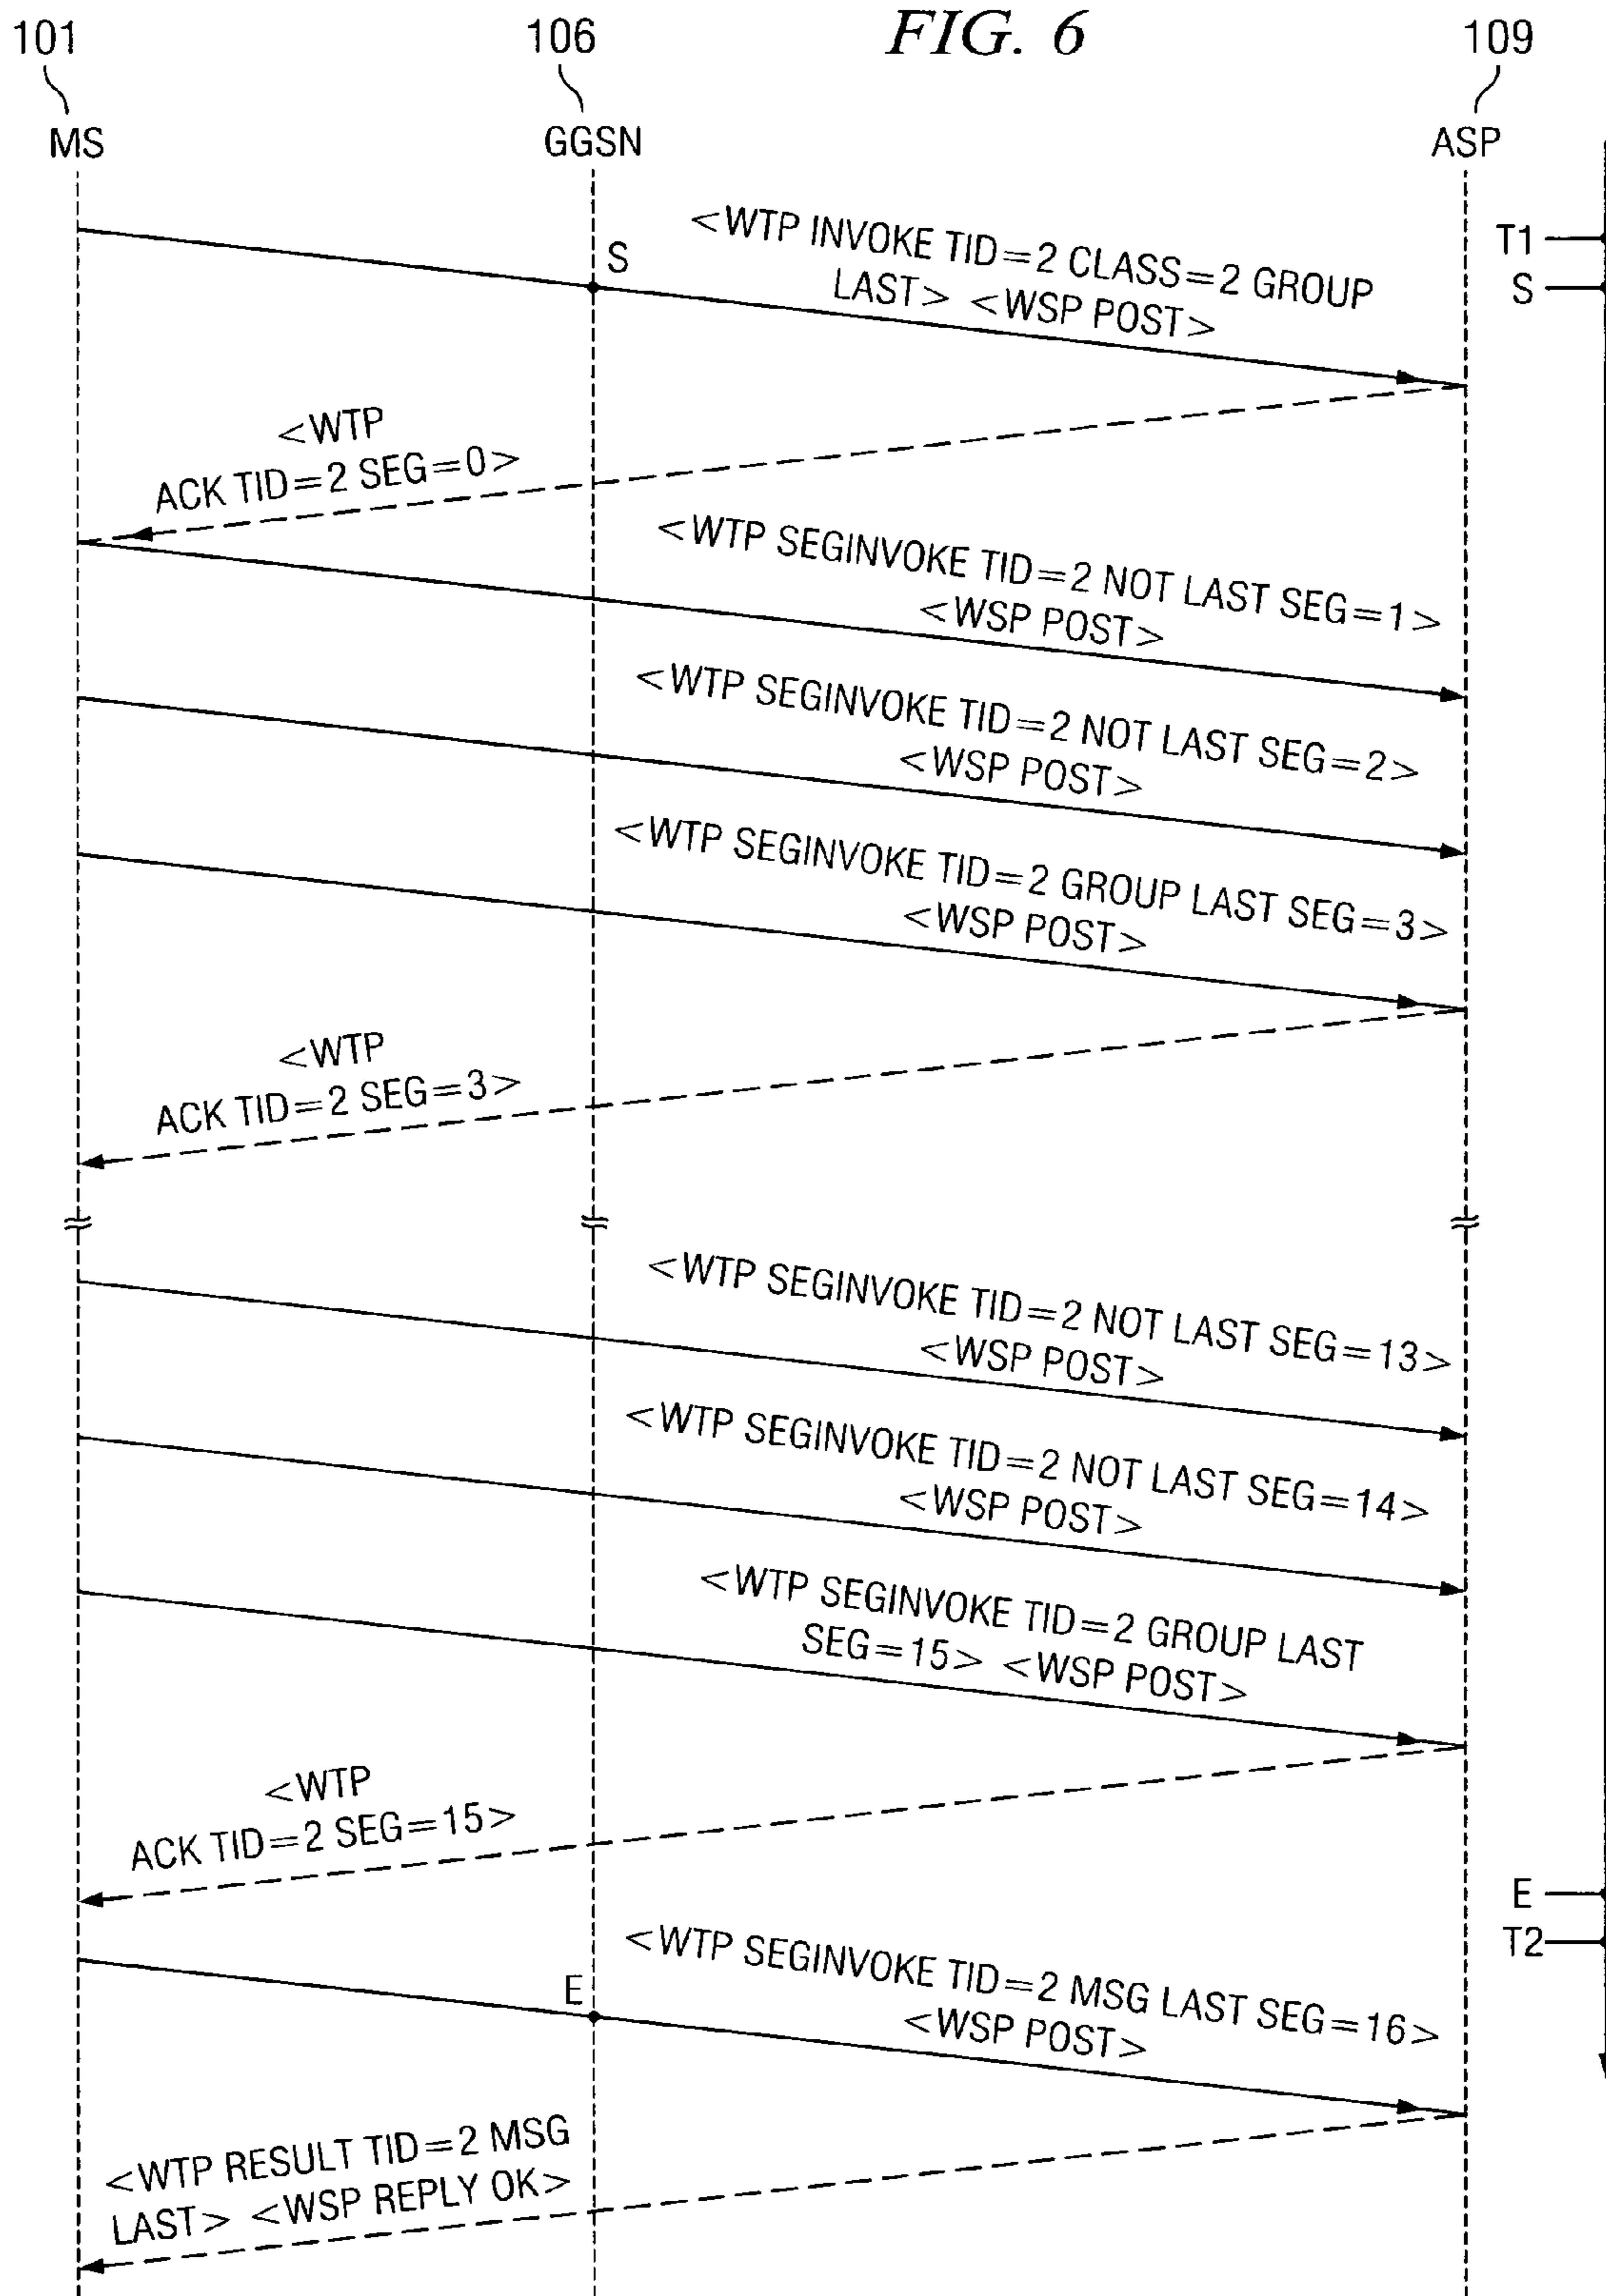 101
106
FIG. 6
109
MS
GGSN
ASP
<WTP INVOKE TID=2 CLASS=2 GROUP
LAST> <WSP POST>
S
T1
S
<WTP
ACK TID=2 SEG=0>
<WTP SEGINVOKE TID=2 NOT LAST SEG=1>
<WSP POST>
<WTP SEGINVOKE TID=2 NOT LAST SEG=2>
<WSP POST>
<WTP SEGINVOKE TID=2 GROUP LAST SEG=3>
<WSP POST>
<WTP
ACK TID=2 SEG=3>
<WTP SEGINVOKE TID=2 NOT LAST SEG=13>
<WSP POST>
<WTP SEGINVOKE TID=2 NOT LAST SEG=14>
<WSP POST>
<WTP SEGINVOKE TID=2 GROUP LAST
SEG=15> <WSP POST>
<WTP
ACK TID=2 SEG=15>
E
T2
<WTP SEGINVOKE TID=2 MSG LAST SEG=16>
<WSP POST>
E
<WTP RESULT TID=2 MSG
LAST> <WSP REPLY OK>